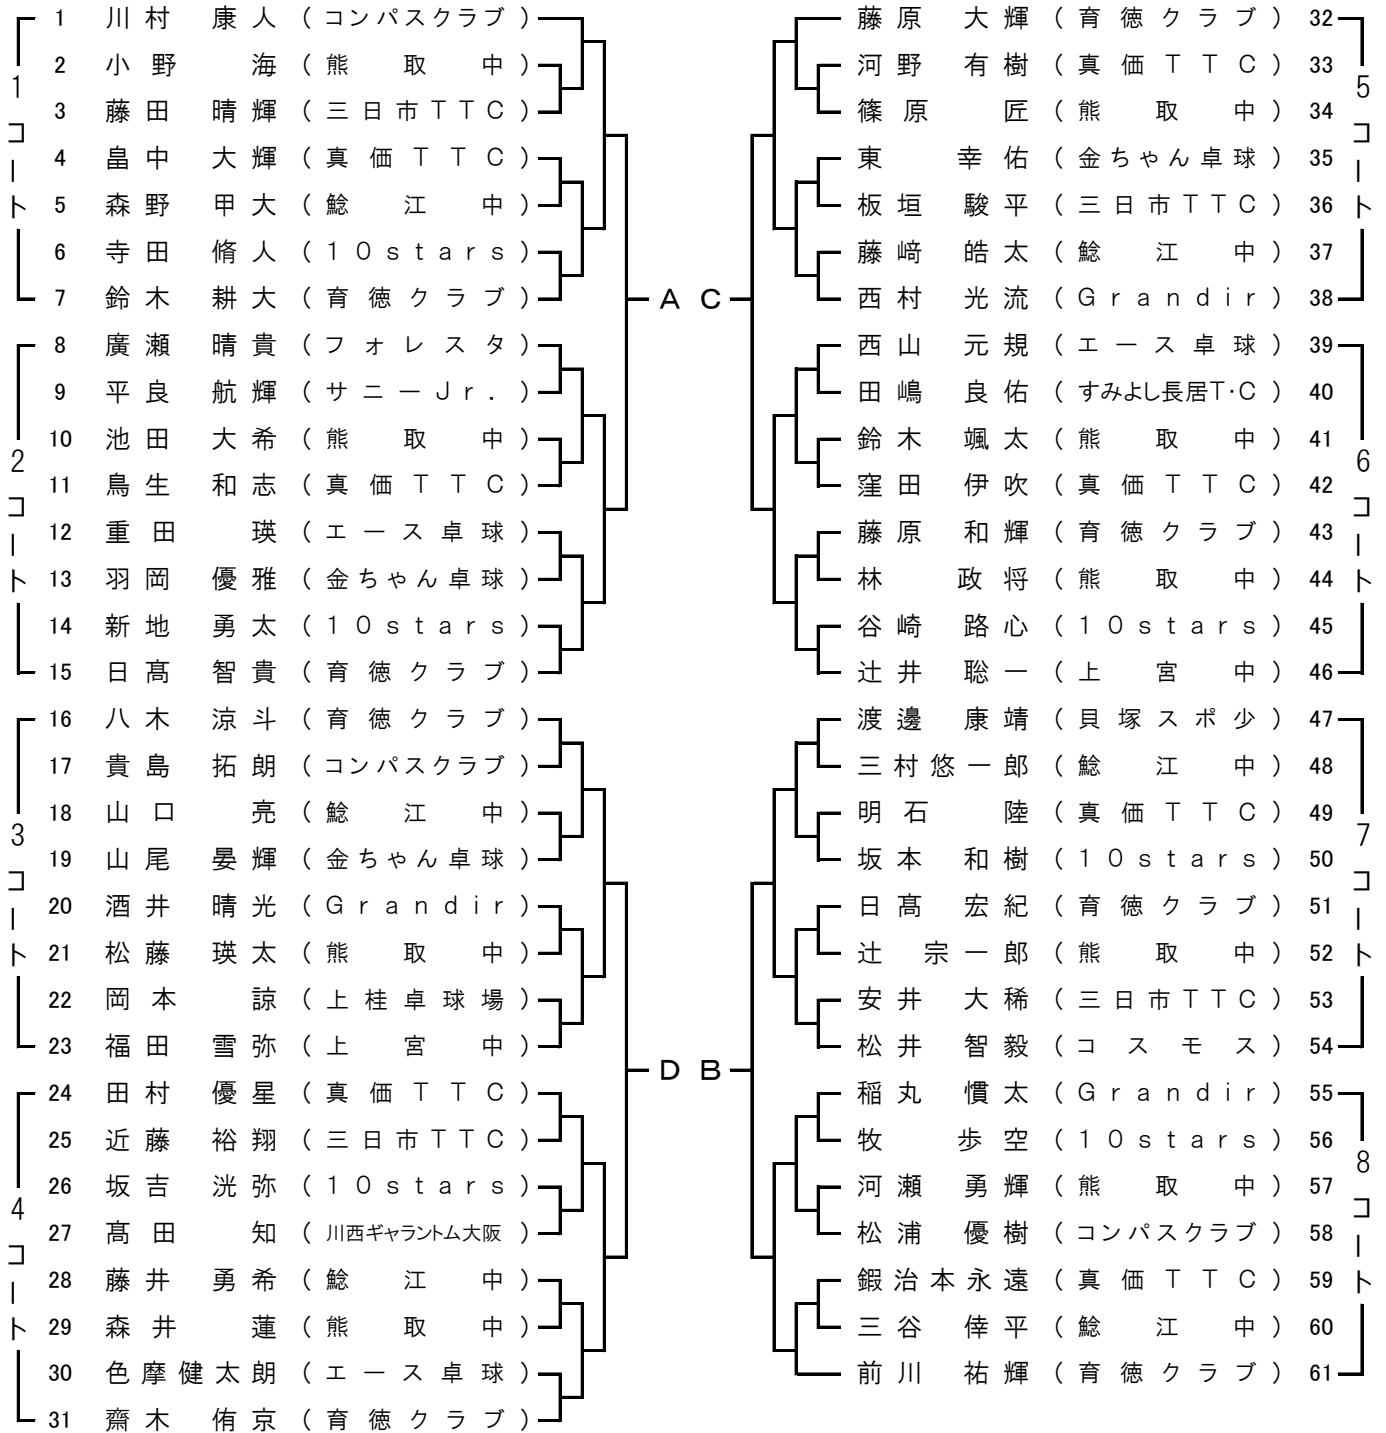 1コート
1 川村 康人 (コンパスクラブ)
2 小野 海 (熊取中)
3 藤田 晴輝 (三日市TTC)
4 畠中 大輝 (真価TTC)
5 森野 甲大 (鯰江中)
6 寺田 脩人 (10stars)
7 鈴木 耕大 (育徳クラブ)
2コート
8 廣瀬 晴貴 (フォレスタ)
9 平良 航輝 (サニーJr.)
10 池田 大希 (熊取中)
11 鳥生 和志 (真価TTC)
12 重田 瑛 (エース卓球)
13 羽岡 優雅 (金ちゃん卓球)
14 新地 勇太 (10stars)
15 日髙 智貴 (育徳クラブ)
A
3コート
16 八木 涼斗 (育徳クラブ)
17 貴島 拓朗 (コンパスクラブ)
18 山口 亮 (鯰江中)
19 山尾 晏輝 (金ちゃん卓球)
20 酒井 晴光 (Grandir)
21 松藤 瑛太 (熊取中)
22 岡本 諒 (上桂卓球場)
23 福田 雪弥 (上宮中)
4コート
24 田村 優星 (真価TTC)
25 近藤 裕翔 (三日市TTC)
26 坂吉 洸弥 (10stars)
27 髙田 知 (川西ギャラントム大阪)
28 藤井 勇希 (鯰江中)
29 森井 蓮 (熊取中)
30 色摩健太朗 (エース卓球)
31 齋木 侑京 (育徳クラブ)
D
C
藤原 大輝 (育徳クラブ) 32
河野 有樹 (真価TTC) 33
篠原 匠 (熊取中) 34
東 幸佑 (金ちゃん卓球) 35
板垣 駿平 (三日市TTC) 36
藤﨑 皓太 (鯰江中) 37
西村 光流 (Grandir) 38
5コート
西山 元規 (エース卓球) 39
田嶋 良佑 (すみよし長居T・C) 40
鈴木 颯太 (熊取中) 41
窪田 伊吹 (真価TTC) 42
藤原 和輝 (育徳クラブ) 43
林 政将 (熊取中) 44
谷崎 路心 (10stars) 45
辻井 聡一 (上宮中) 46
6コート
B
渡邊 康靖 (貝塚スポ少) 47
三村悠一郎 (鯰江中) 48
明石 陸 (真価TTC) 49
坂本 和樹 (10stars) 50
日髙 宏紀 (育徳クラブ) 51
辻 宗一郎 (熊取中) 52
安井 大稀 (三日市TTC) 53
松井 智毅 (コスモス) 54
7コート
稲丸 慣太 (Grandir) 55
牧 歩空 (10stars) 56
河瀬 勇輝 (熊取中) 57
松浦 優樹 (コンパスクラブ) 58
鍜治本永遠 (真価TTC) 59
三谷 倖平 (鯰江中) 60
前川 祐輝 (育徳クラブ) 61
8コート